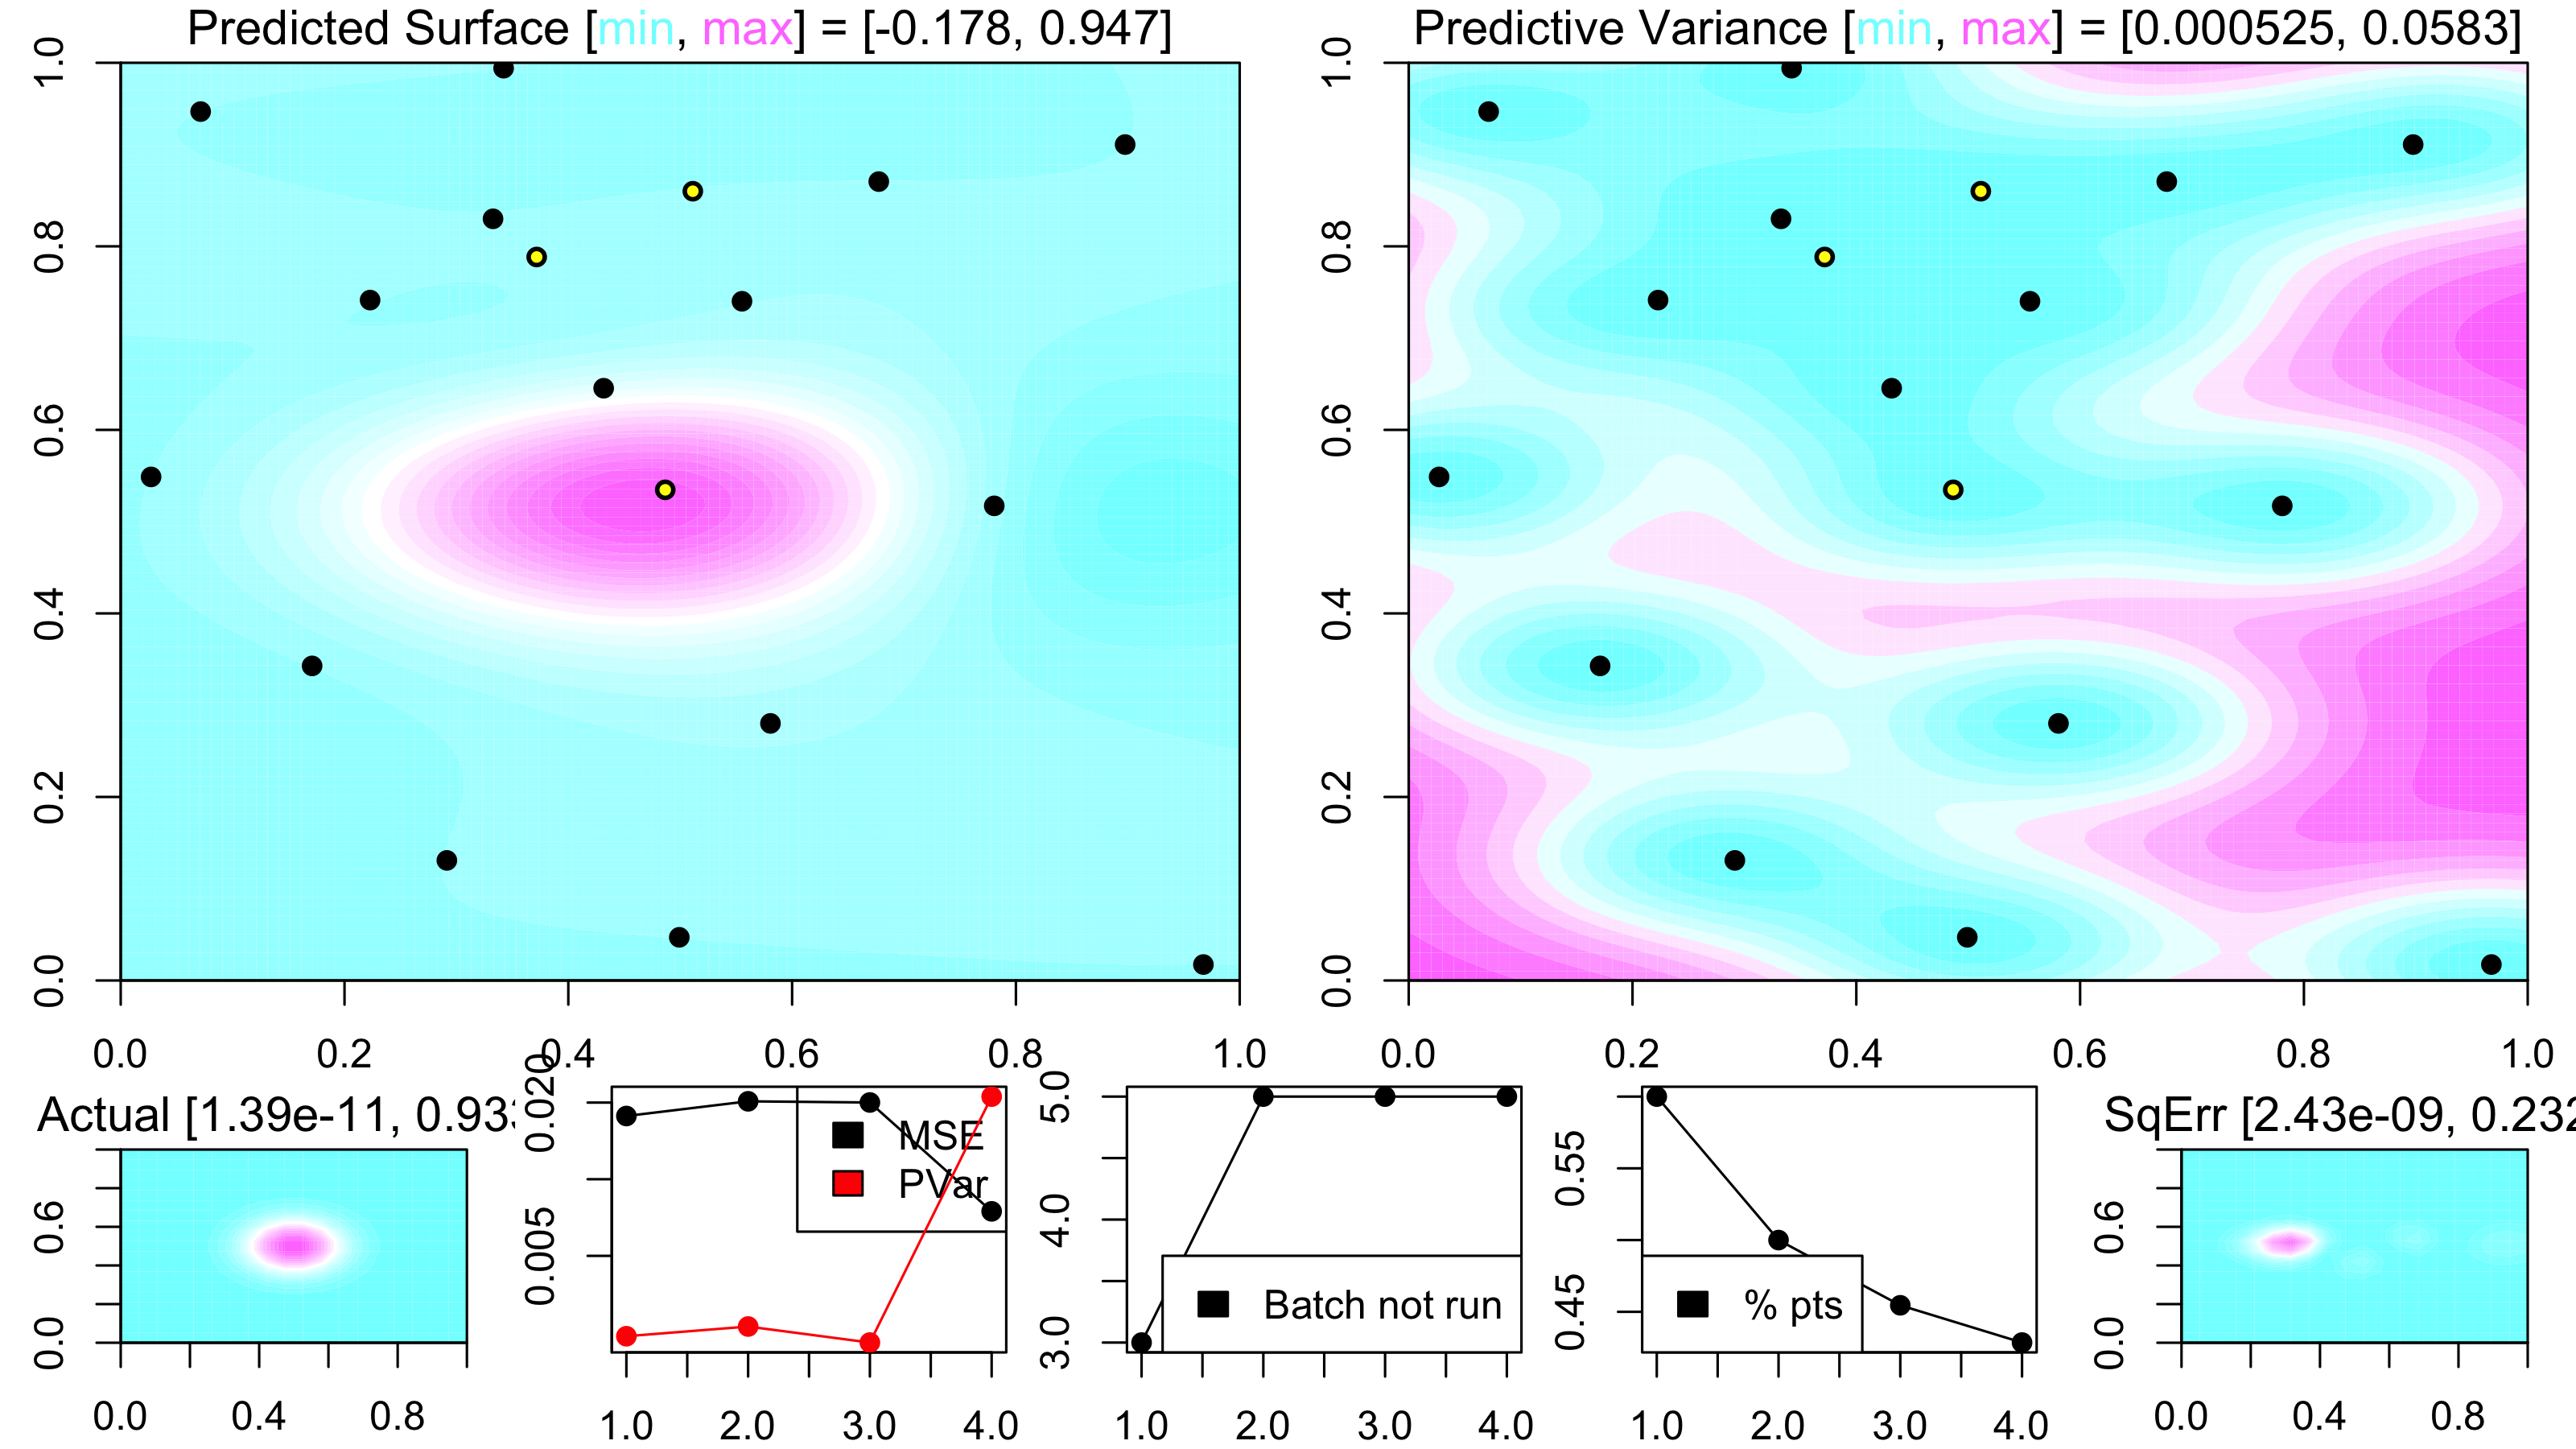 Predicted Surface [min, max] = [-0.178, 0.947]
1.0
0.8
0.6
0.4
0.2
0.0
0.0 0.2 0.4 0.6 0.8 1.0
Predictive Variance [min, max] = [0.000525, 0.0583]
1.0
0.8
0.6
0.4
0.2
0.0
0.0 0.2 0.4 0.6 0.8 1.0
Actual [1.39e-11, 0.93
0.6
0.0
0.0 0.4 0.8
0.020
0.005
MSE
PVar
1.0 2.0 3.0 4.0
5.0
4.0
3.0
Batch not run
1.0 2.0 3.0 4.0
0.55
0.45
% pts
1.0 2.0 3.0 4.0
SqErr [2.43e-09, 0.232
0.6
0.0
0.0 0.4 0.8